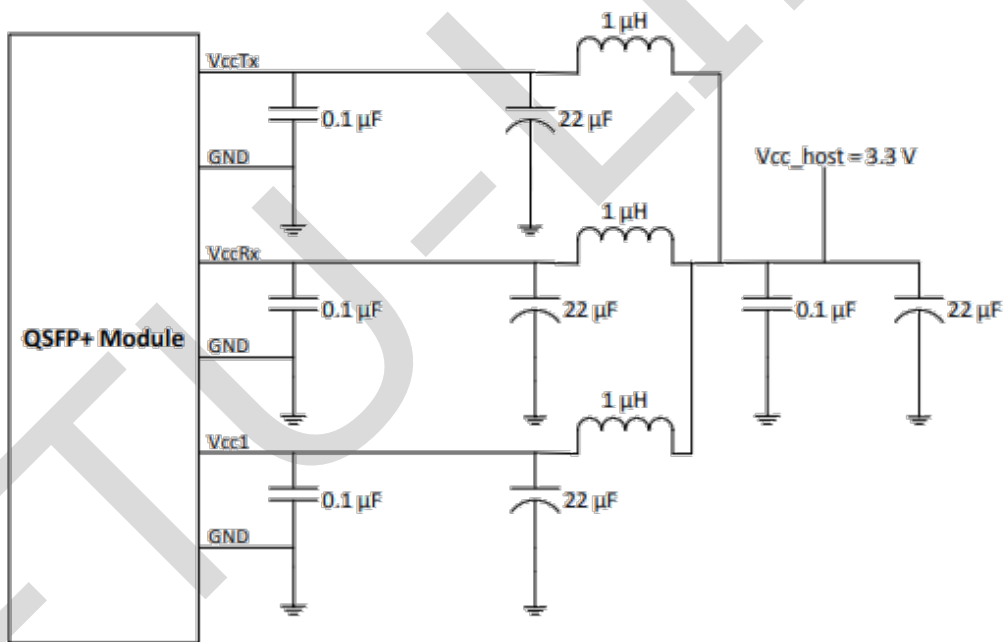 1 µH
VccTx
0.1 µF
22 µF
GND
Vcc_host = 3.3 V
1 µH
VccRx
0.1 µF
22 µF
0.1 µF
22 µF
QSFP+ Module
GND
1 µH
Vcc1
0.1 µF
22 µF
GND